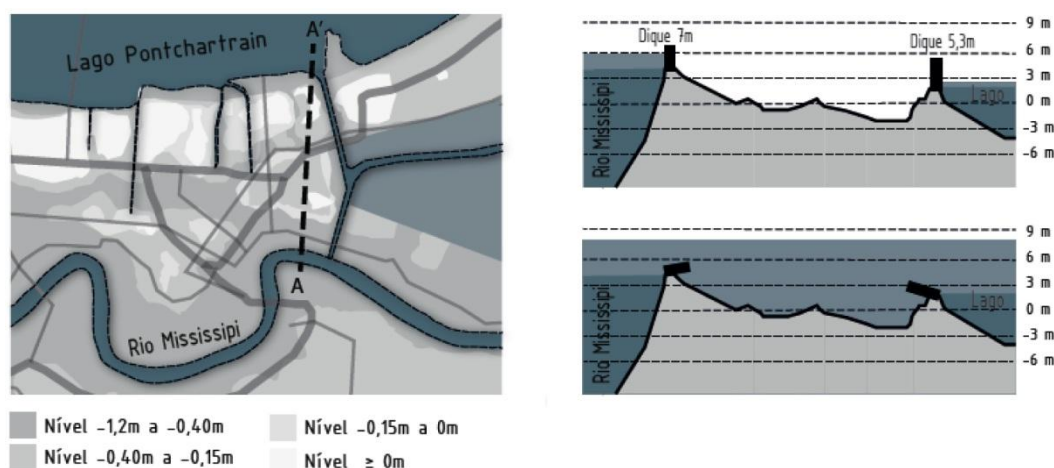 Lago Pontchartrain
A'
A
Rio Mississipi
Nível -1,2m a -0,40m
Nível -0,40m a -0,15m
Nível -0,15m a 0m
Nível ≥ 0m
Dique 7m
Dique 5,3m
Rio Mississipi
Lago
9 m
6 m
3 m
0 m
-3 m
-6 m
Rio Mississipi
Lago
9 m
6 m
3 m
0 m
-3 m
-6 m